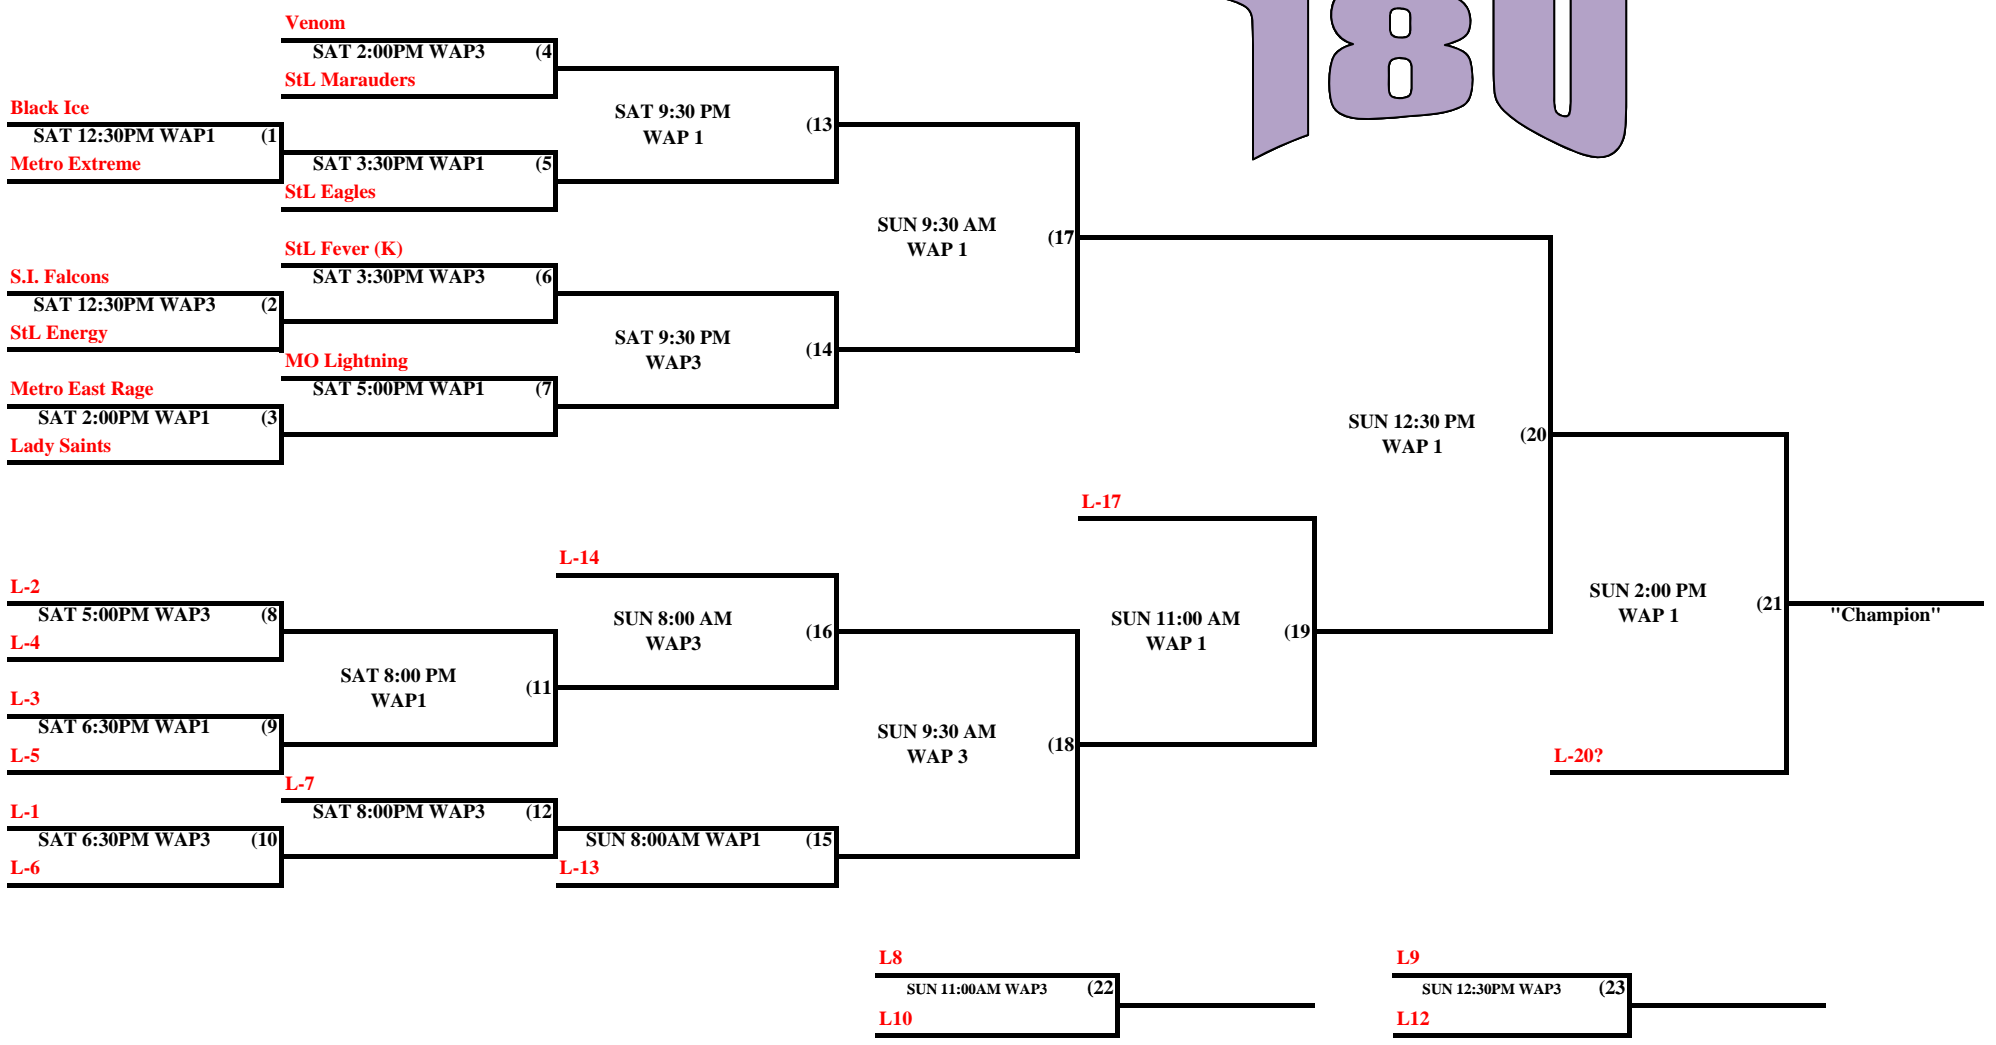 18U
Venom
SAT 2:00PM WAP3 (4
StL Marauders
Black Ice
SAT 12:30PM WAP1 (1
Metro Extreme
SAT 3:30PM WAP1 (5
StL Eagles
SAT 9:30 PM
WAP 1
(13
StL Fever (K)
SAT 3:30PM WAP3 (6
S.I. Falcons
SAT 12:30PM WAP3 (2
StL Energy
SAT 9:30 PM
WAP3
(14
MO Lightning
SAT 5:00PM WAP1 (7
Metro East Rage
SAT 2:00PM WAP1 (3
Lady Saints
SUN 9:30 AM
WAP 1
(17
SUN 12:30 PM
WAP 1
(20
L-17
L-14
L-2
SAT 5:00PM WAP3 (8
L-4
SUN 8:00 AM
WAP3
(16
SUN 11:00 AM
WAP 1
(19
SUN 2:00 PM
WAP 1
(21
"Champion"
SAT 8:00 PM
WAP1
(11
L-3
SAT 6:30PM WAP1 (9
L-5
SUN 9:30 AM
WAP 3
(18
L-20?
L-7
SAT 8:00PM WAP3 (12
L-1
SAT 6:30PM WAP3 (10
L-6
SUN 8:00AM WAP1 (15
L-13
L8
SUN 11:00AM WAP3 (22
L10
L9
SUN 12:30PM WAP3 (23
L12